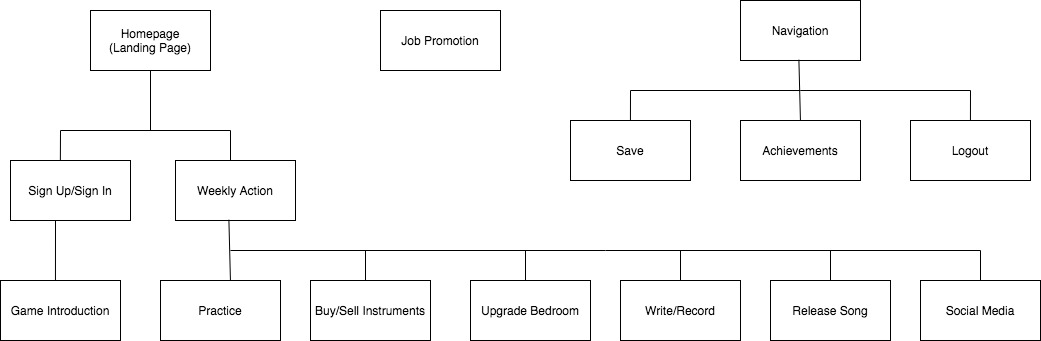 Homepage
(Landing Page)
Job Promotion
Navigation
Save
Achievements
Logout
Sign Up/Sign In
Weekly Action
Game Introduction
Practice
Buy/Sell Instruments
Upgrade Bedroom
Write/Record
Release Song
Social Media